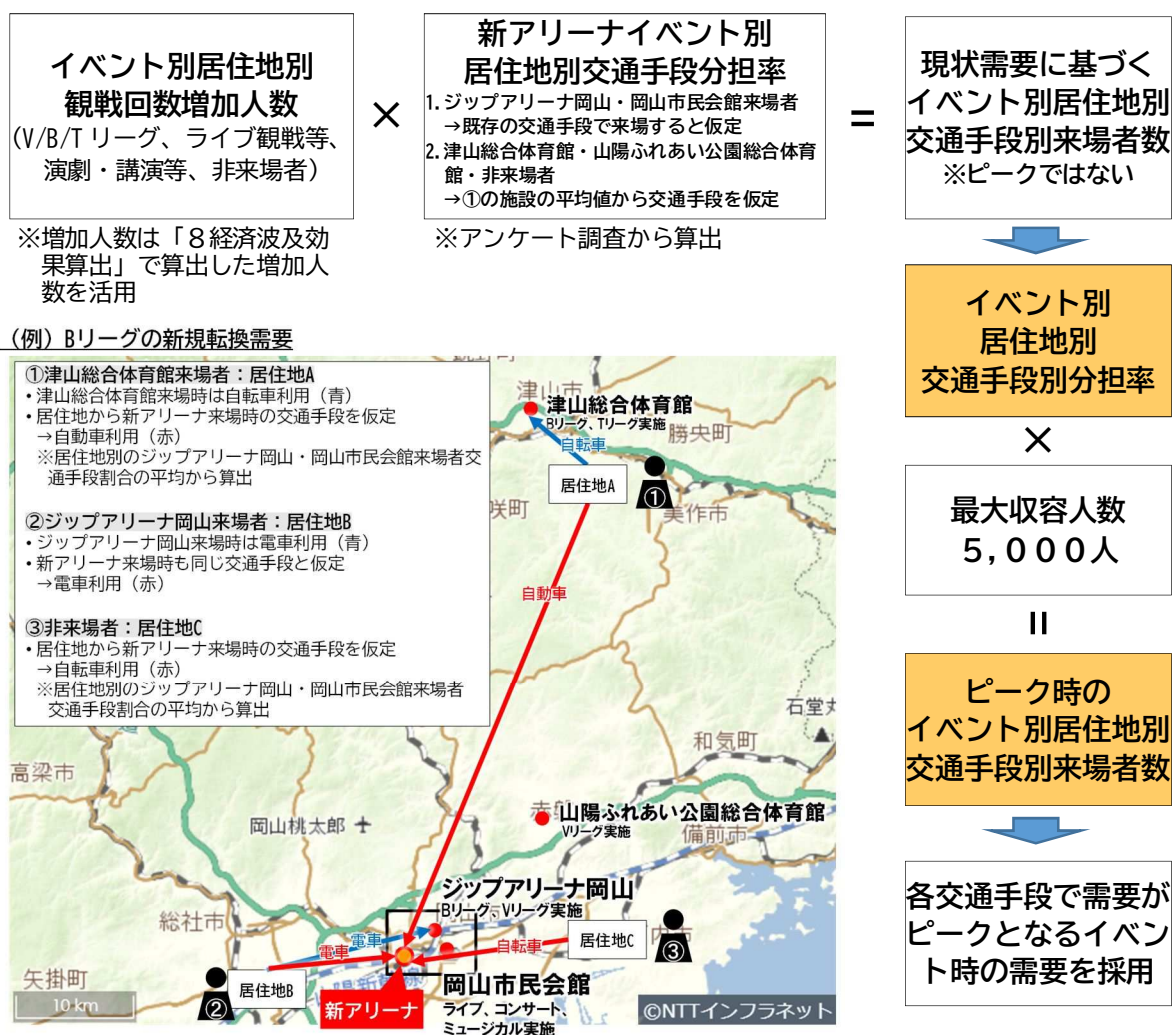 イベント別居住地別
観戦回数増加人数
(V/B/Tリーグ、ライブ観戦等、
演劇・講演等、非来場者)
×
新アリーナイベント別
居住地別交通手段分担率
1.ジップアリーナ岡山・岡山市民会館来場者
→既存の交通手段で来場すると仮定
2.津山総合体育館・山陽ふれあい公園総合体育
館・非来場者
→①の施設の平均値から交通手段を仮定
=
現状需要に基づく
イベント別居住地別
交通手段別来場者数
※ピークではない
※増加人数は「８経済波及効
果算出」で算出した増加人
数を活用
※アンケート調査から算出
イベント別
居住地別
交通手段別分担率
×
最大収容人数
５,０００人
=
ピーク時の
イベント別居住地別
交通手段別来場者数
各交通手段で需要が
ピークとなるイベン
ト時の需要を採用
(例) Bリーグの新規転換需要
①津山総合体育館来場者：居住地A
・津山総合体育館来場時は自転車利用（青）
・居住地から新アリーナ来場時の交通手段を仮定
→自動車利用（赤）
※居住地別のジップアリーナ岡山・岡山市民会館来場者交
通手段割合の平均から算出
②ジップアリーナ岡山来場者：居住地B
・ジップアリーナ岡山来場時は電車利用（青）
・新アリーナ来場時も同じ交通手段と仮定
→電車利用（赤）
③非来場者：居住地C
・居住地から新アリーナ来場時の交通手段を仮定
→自転車利用（赤）
※居住地別のジップアリーナ岡山・岡山市民会館来場者
交通手段割合の平均から算出
津山市
津山総合体育館
Bリーグ、Tリーグ実施
勝央町
自転車
居住地A
①
咲町
美作市
自動車
石堂
和気町
高梁市
岡山桃太郎
山陽ふれあい公園総合体育館
Vリーグ実施
備前市
ジップアリーナ岡山
Bリーグ、Vリーグ実施
総社市
電車
電車
自転車
居住地C
③
矢掛町
10 km
居住地B
②
新アリーナ
岡山市民会館
ライブ、コンサート、
ミュージカル実施
©NTTインフラネット